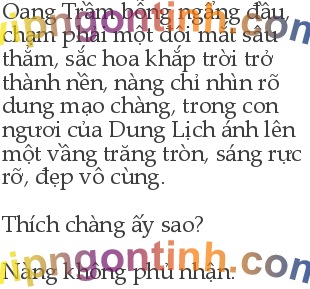 Oang Trầm bỗng ngẩng đầu,
chạm phải một đôi mắt sâu
thẳm, sắc hoa khắp trời trở
thành nền, nàng chỉ nhìn rõ
dung mạo chàng, trong con
ngươi của Dung Lịch ánh lên
một vầng trăng tròn, sáng rực
rỡ, đẹp vô cùng.
Thích chàng ấy sao?
vipngontinh.com
Nàng không phủ nhận.